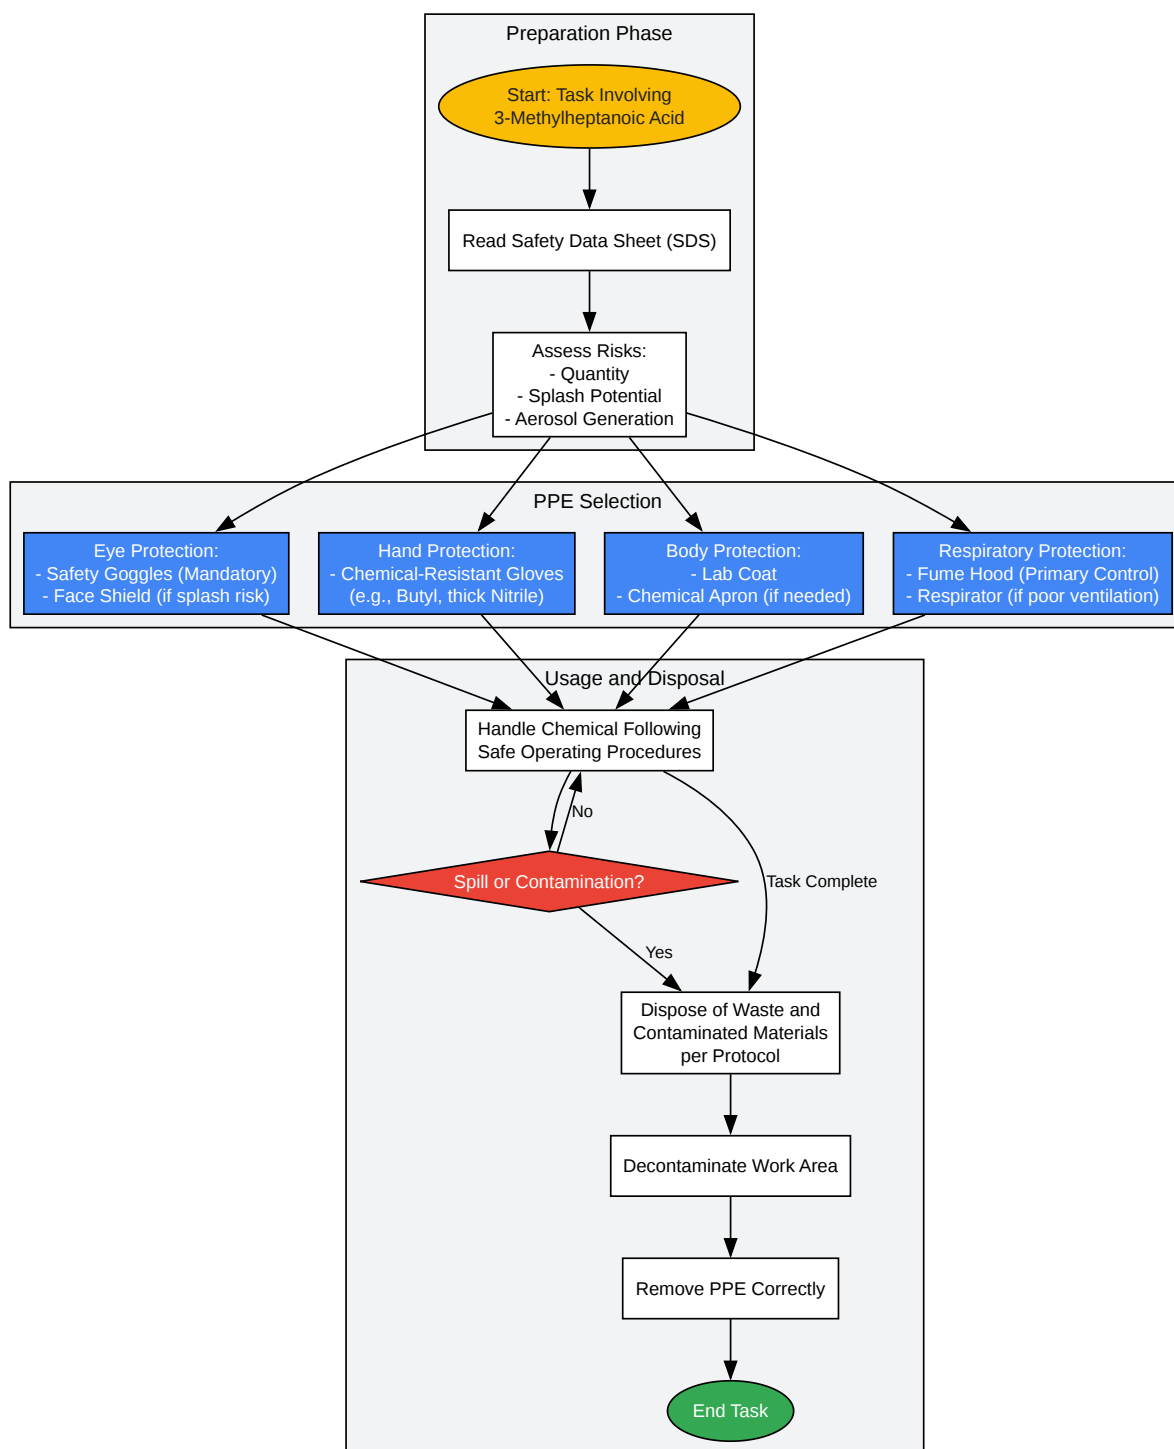 Preparation Phase
Start: Task Involving
3-Methylheptanoic Acid
Read Safety Data Sheet (SDS)
Assess Risks:
- Quantity
- Splash Potential
- Aerosol Generation
PPE Selection
Eye Protection:
- Safety Goggles (Mandatory)
- Face Shield (if splash risk)
Hand Protection:
- Chemical-Resistant Gloves
(e.g., Butyl, thick Nitrile)
Body Protection:
- Lab Coat
- Chemical Apron (if needed)
Respiratory Protection:
- Fume Hood (Primary Control)
- Respirator (if poor ventilation)
Usage and Disposal
Handle Chemical Following
Safe Operating Procedures
No
Spill or Contamination?
Task Complete
Yes
Dispose of Waste and
Contaminated Materials
per Protocol
Decontaminate Work Area
Remove PPE Correctly
End Task